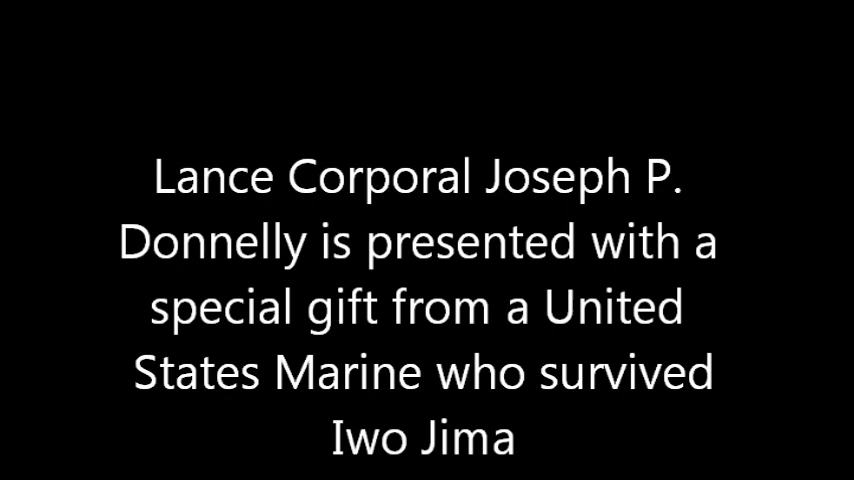 Lance Corporal Joseph P.
Donnelly is presented with a
special gift from a United
States Marine who survived
Iwo Jima